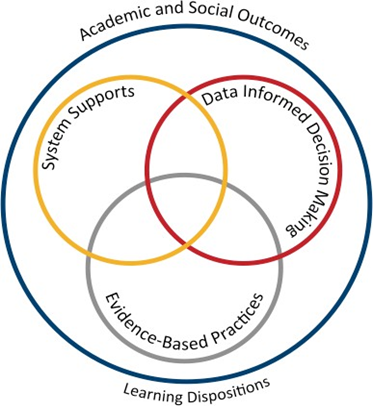 Academic and Social Outcomes
System Supports
Data Informed Decision Making
Evidence-Based Practices
Learning Dispositions